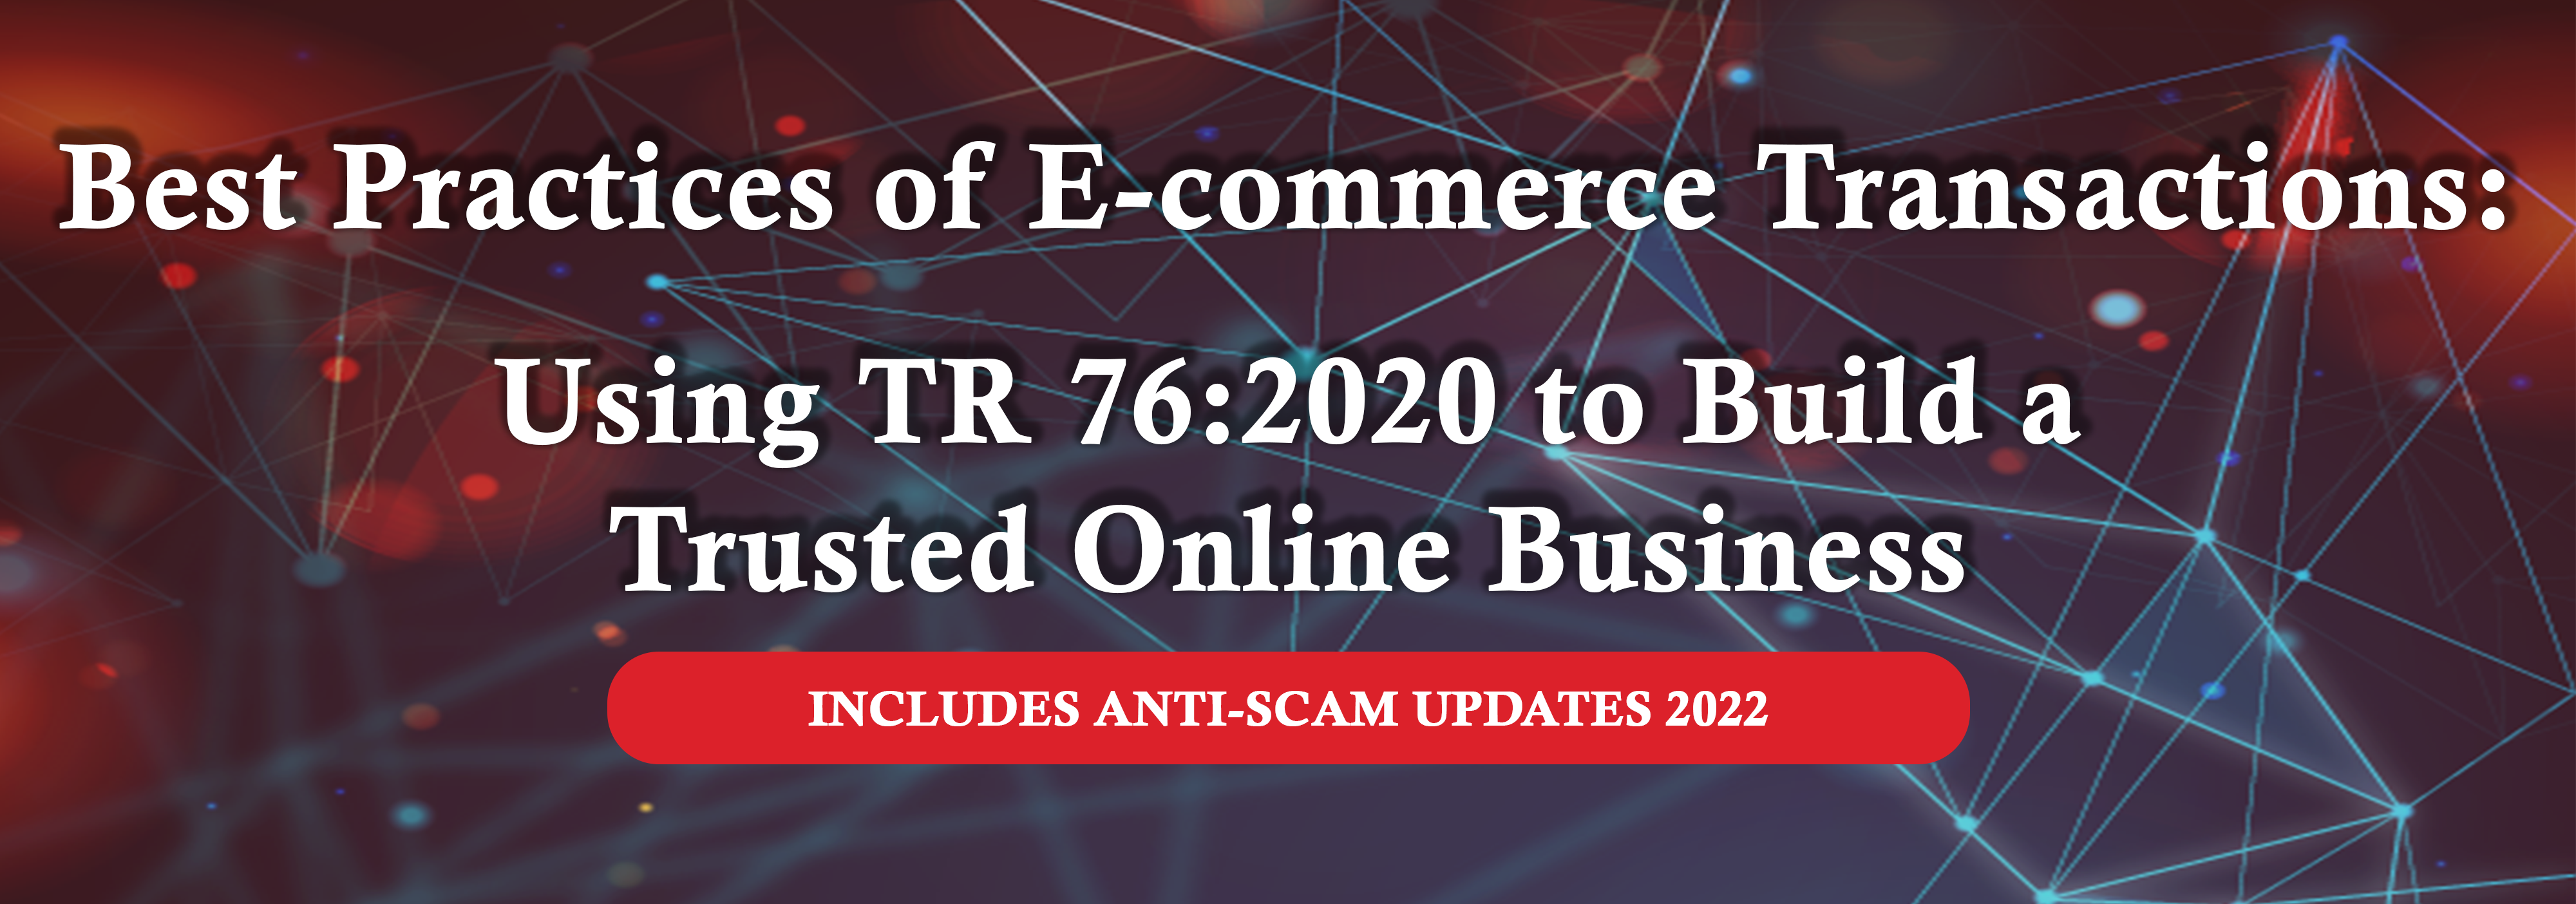 Best Practices of E-commerce Transactions:
Using TR 76:2020 to Build a
Trusted Online Business
INCLUDES ANTI-SCAM UPDATES 2022